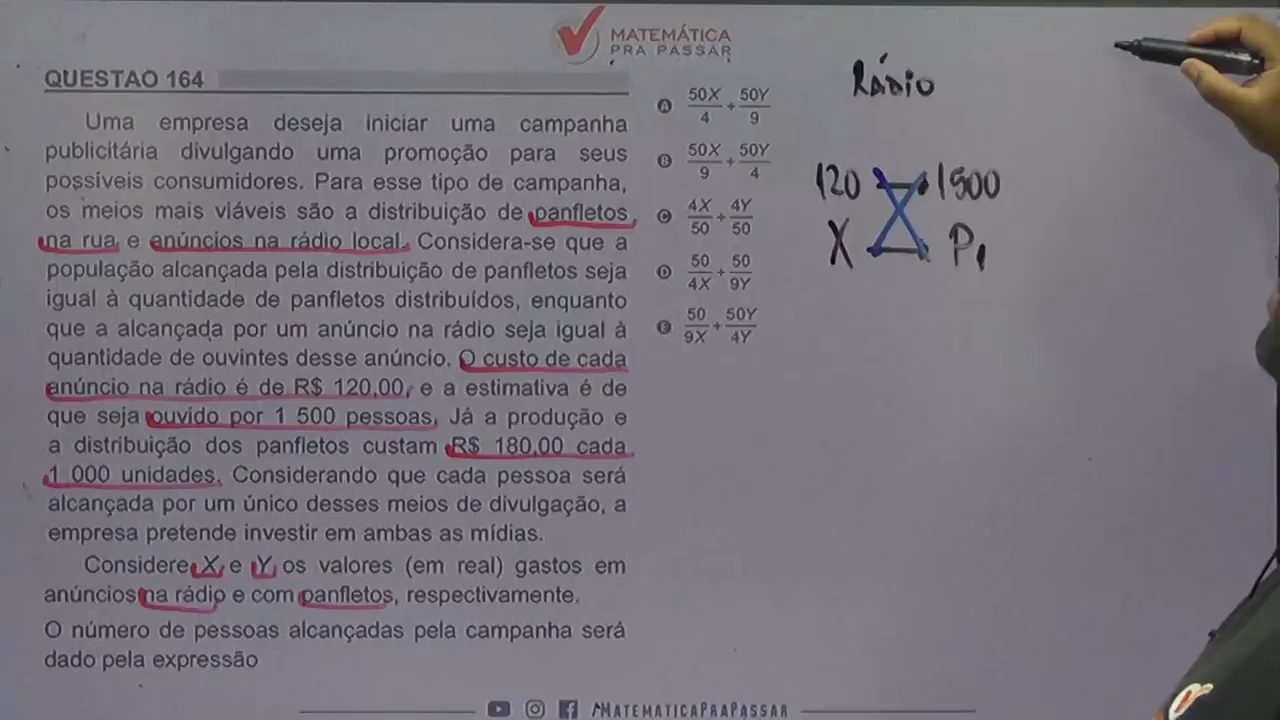 MATEMÁTICA
PRA PASSAR
QUESTAO 164
Uma empresa deseja iniciar uma campanha
publicitária divulgando uma promoção para seus
possíveis consumidores. Para esse tipo de campanha,
os meios mais viáveis são a distribuição de panfletos
na rua e anúncios na rádio local. Considera-se que a
população alcançada pela distribuição de panfletos seja
igual à quantidade de panfletos distribuídos, enquanto
que a alcançada por um anúncio na rádio seja igual à
quantidade de ouvintes desse anúncio. O custo de cada
anúncio na rádio é de R$ 120,00, e a estimativa é de
que seja ouvido por 1 500 pessoas. Já a produção e
a distribuição dos panfletos custam R$ 180,00 cada
1 000 unidades. Considerando que cada pessoa será
alcançada por um único desses meios de divulgação, a
empresa pretende investir em ambas as mídias.
Considere X e Y os valores (em real) gastos em
anúncios na rádio e com panfletos, respectivamente.
O número de pessoas alcançadas pela campanha será
dado pela expressão
A 50X/4 + 50Y/9
B 50X/9 + 50Y/4
C 4X/50 + 4Y/50
D 50/4X + 50/9Y
E 50/9X + 50Y/4Y
RÁDIO
120 1500
X P1
/MATEMATICAPRAPASSAR